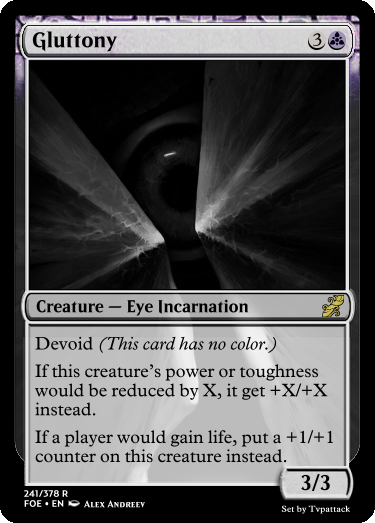 Gluttony 3
Creature — Eye Incarnation
Devoid (This card has no color.)
If this creature's power or toughness
would be reduced by X, it get +X/+X
instead.
If a player would gain life, put a +1/+1
counter on this creature instead.
3/3
241/378 R
FOE • EN Alex Andreev
Set by Tvpattack